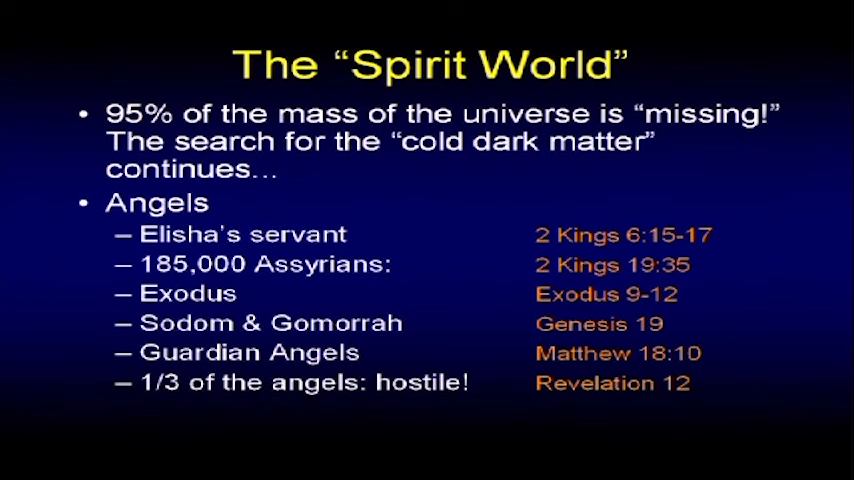 The “Spirit World”
• 95% of the mass of the universe is “missing!”
The search for the “cold dark matter”
continues...
• Angels
– Elisha's servant 2 Kings 6:15-17
– 185,000 Assyrians: 2 Kings 19:35
– Exodus Exodus 9-12
– Sodom & Gomorrah Genesis 19
– Guardian Angels Matthew 18:10
– 1/3 of the angels: hostile! Revelation 12